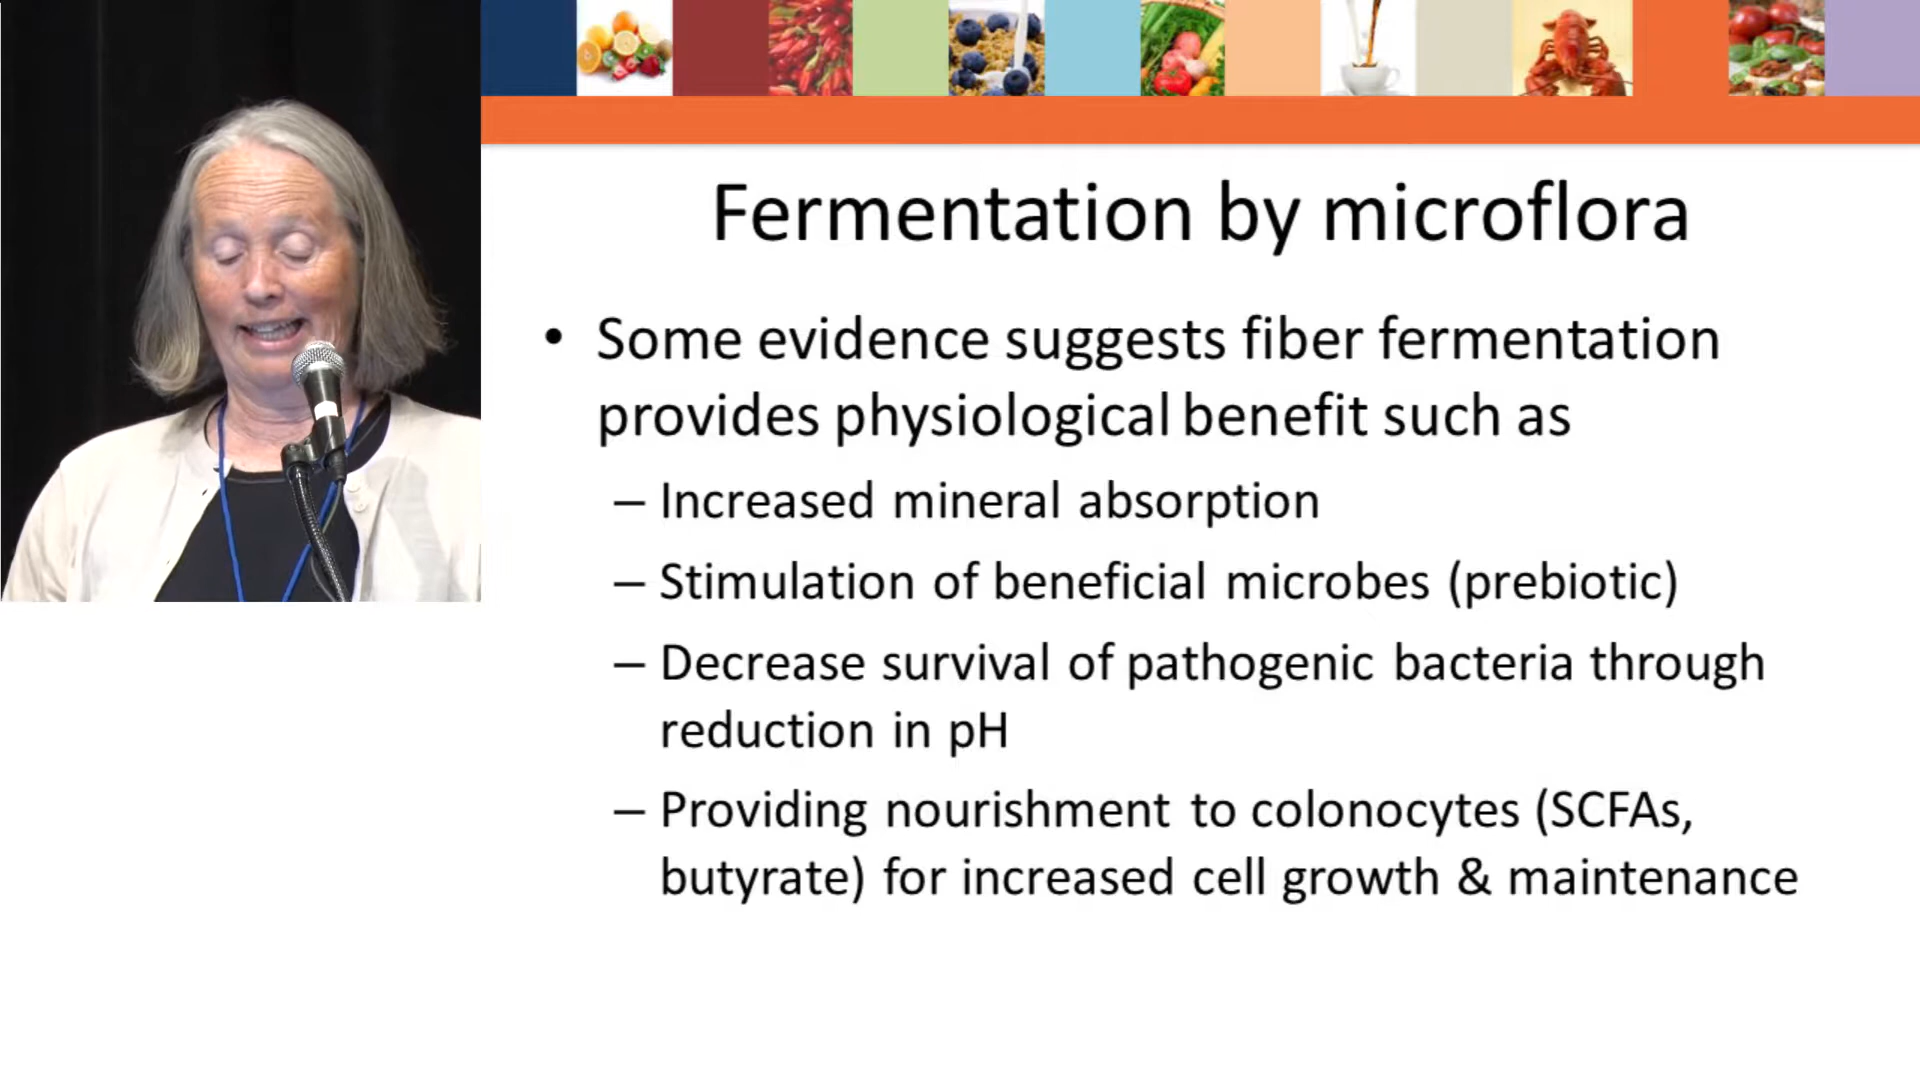 Fermentation by microflora
• Some evidence suggests fiber fermentation
provides physiological benefit such as
– Increased mineral absorption
– Stimulation of beneficial microbes (prebiotic)
– Decrease survival of pathogenic bacteria through
reduction in pH
– Providing nourishment to colonocytes (SCFAs,
butyrate) for increased cell growth & maintenance